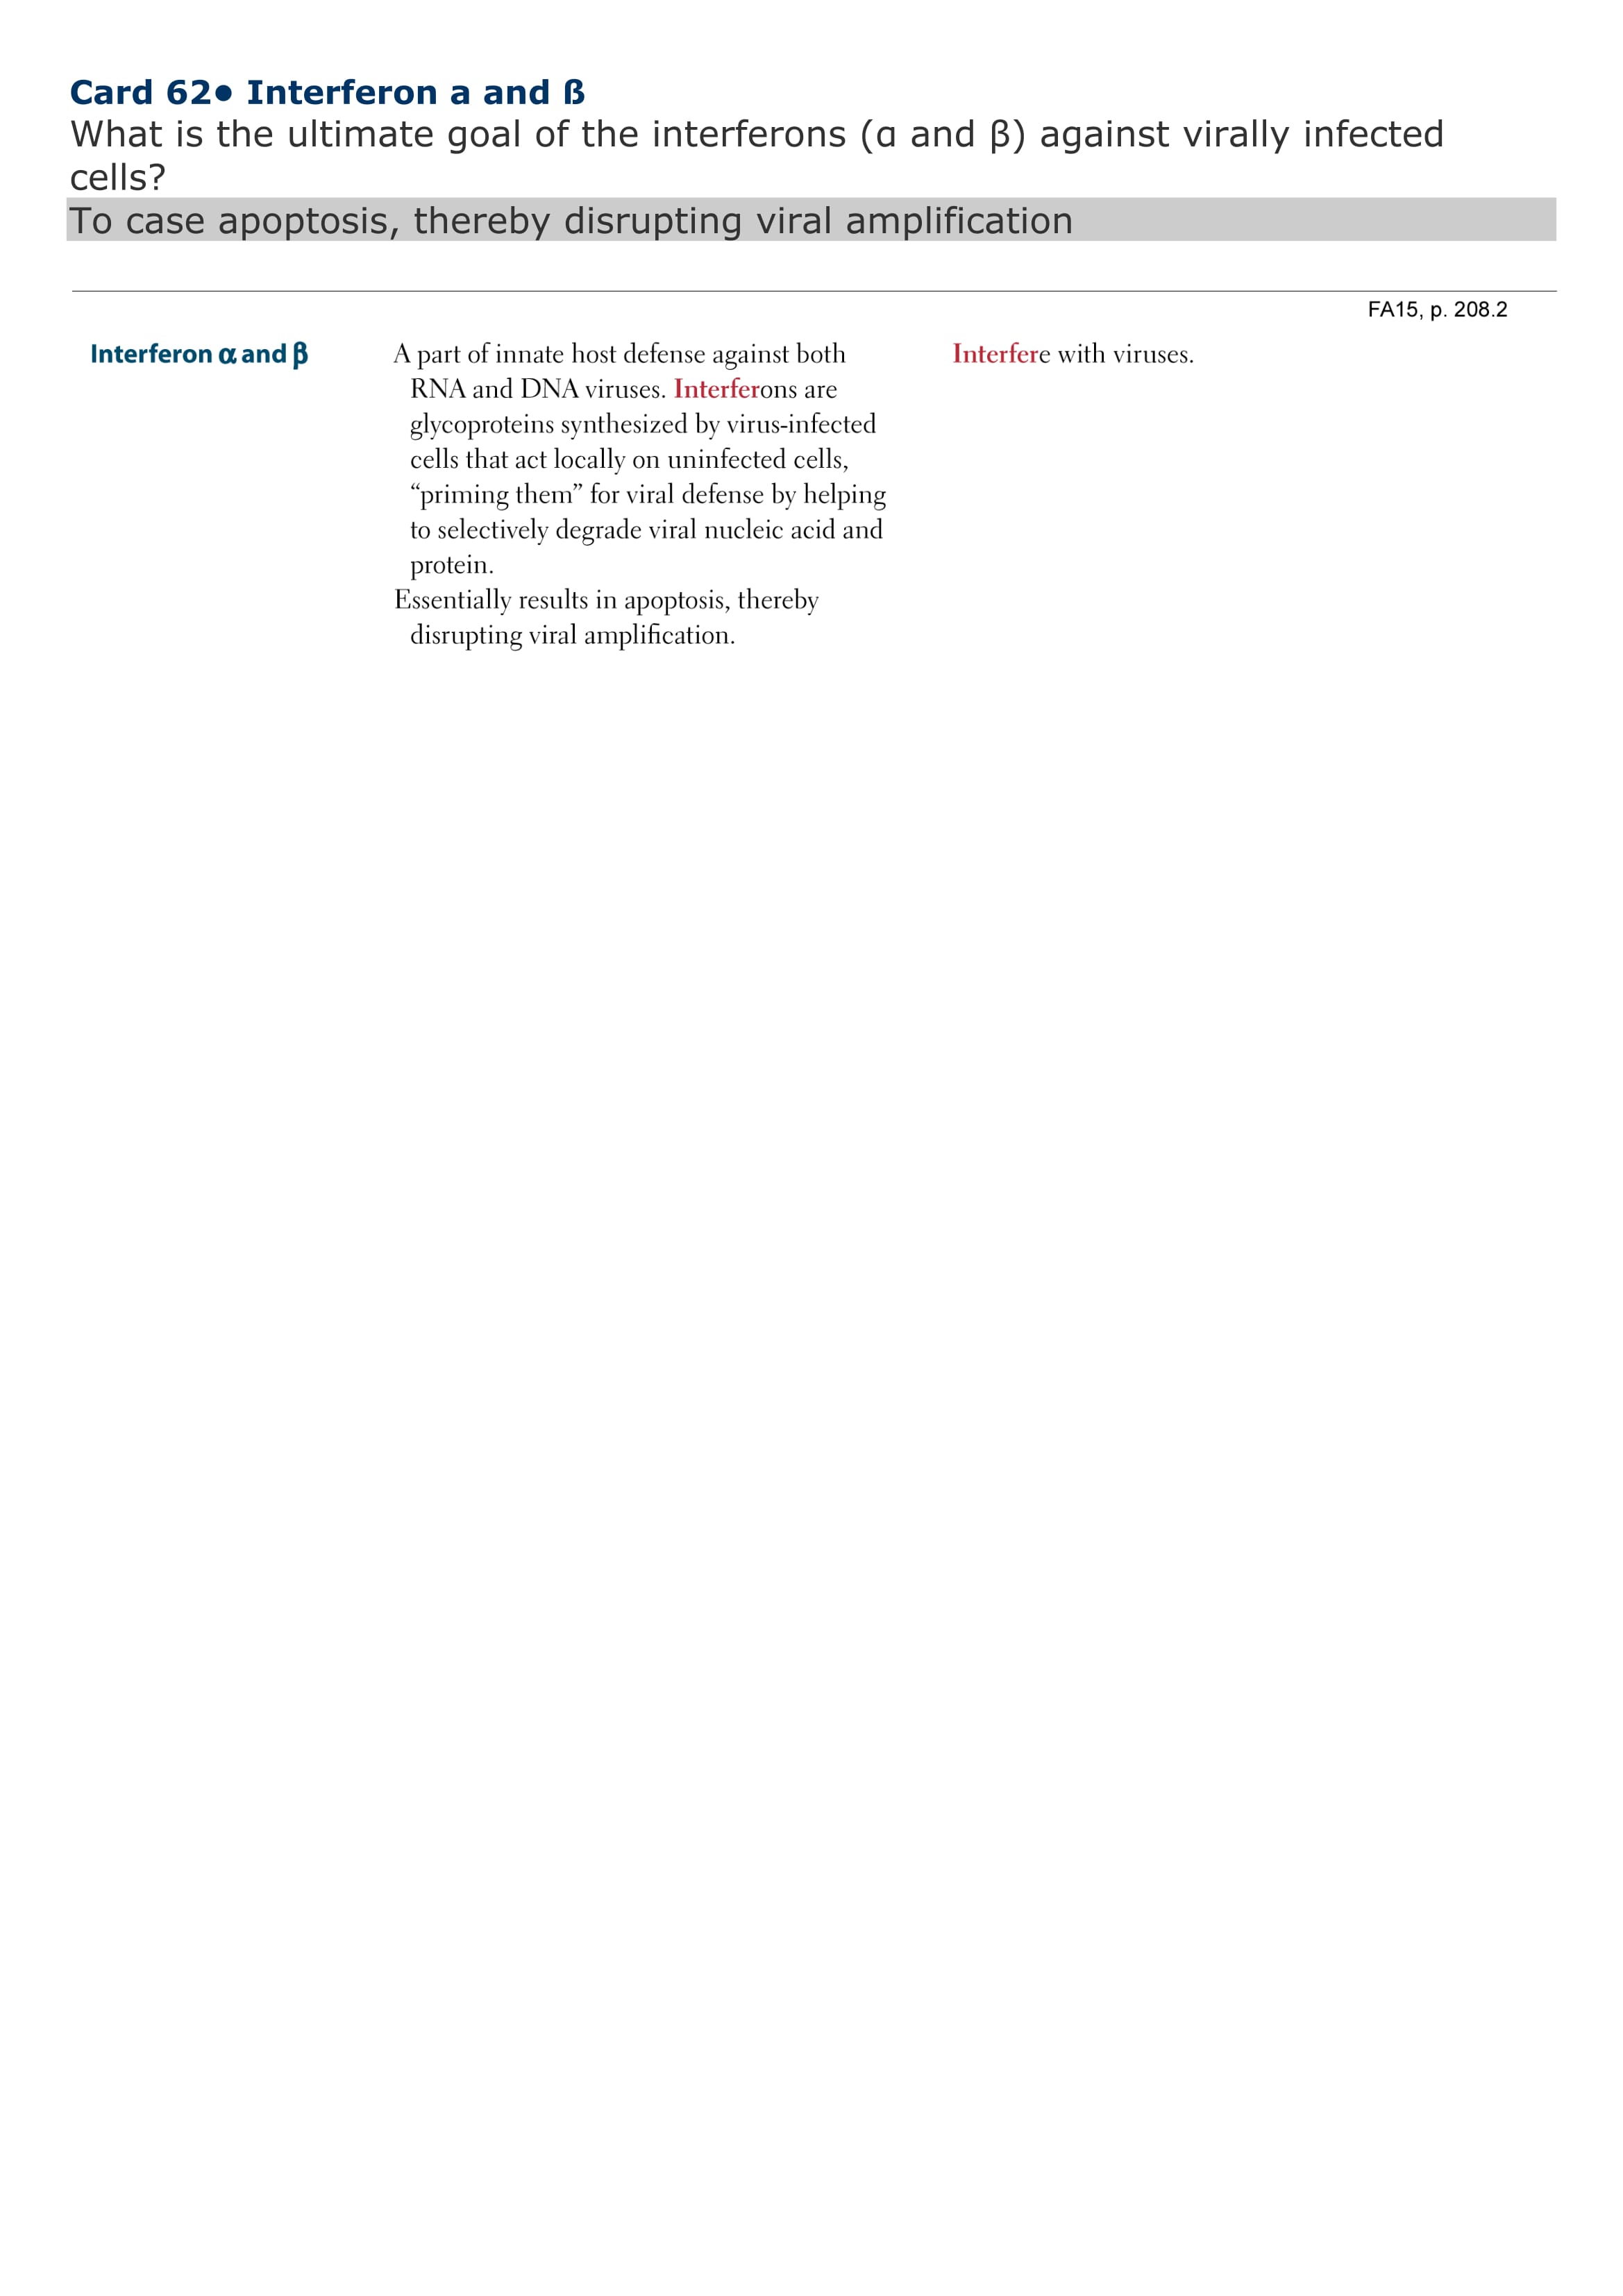 Card 62• Interferon a and ß
What is the ultimate goal of the interferons (α and β) against virally infected
cells?
To case apoptosis, thereby disrupting viral amplification
FA15, p. 208.2
Interferon α and β
A part of innate host defense against both
RNA and DNA viruses. Interferons are
glycoproteins synthesized by virus-infected
cells that act locally on uninfected cells,
“priming them” for viral defense by helping
to selectively degrade viral nucleic acid and
protein.
Essentially results in apoptosis, thereby
disrupting viral amplification.
Interfere with viruses.